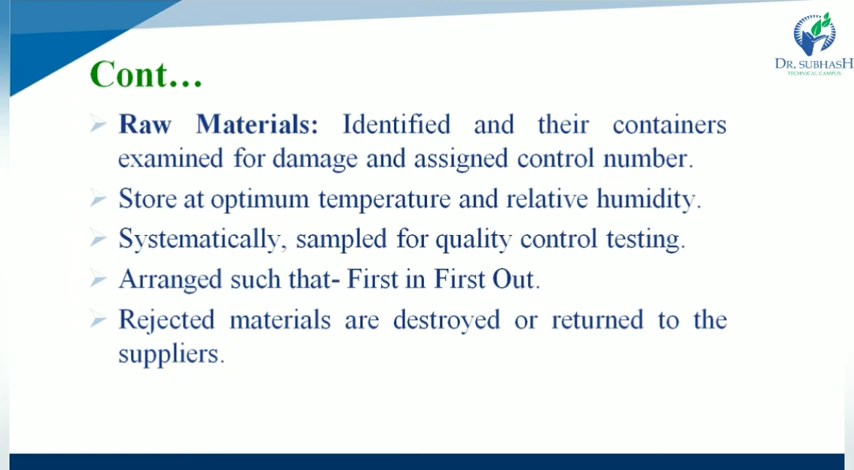 DR. SUBHASH
TECHNICAL CAMPUS
Cont...
Raw Materials: Identified and their containers
examined for damage and assigned control number.
Store at optimum temperature and relative humidity.
Systematically, sampled for quality control testing.
Arranged such that- First in First Out.
Rejected materials are destroyed or returned to the
suppliers.